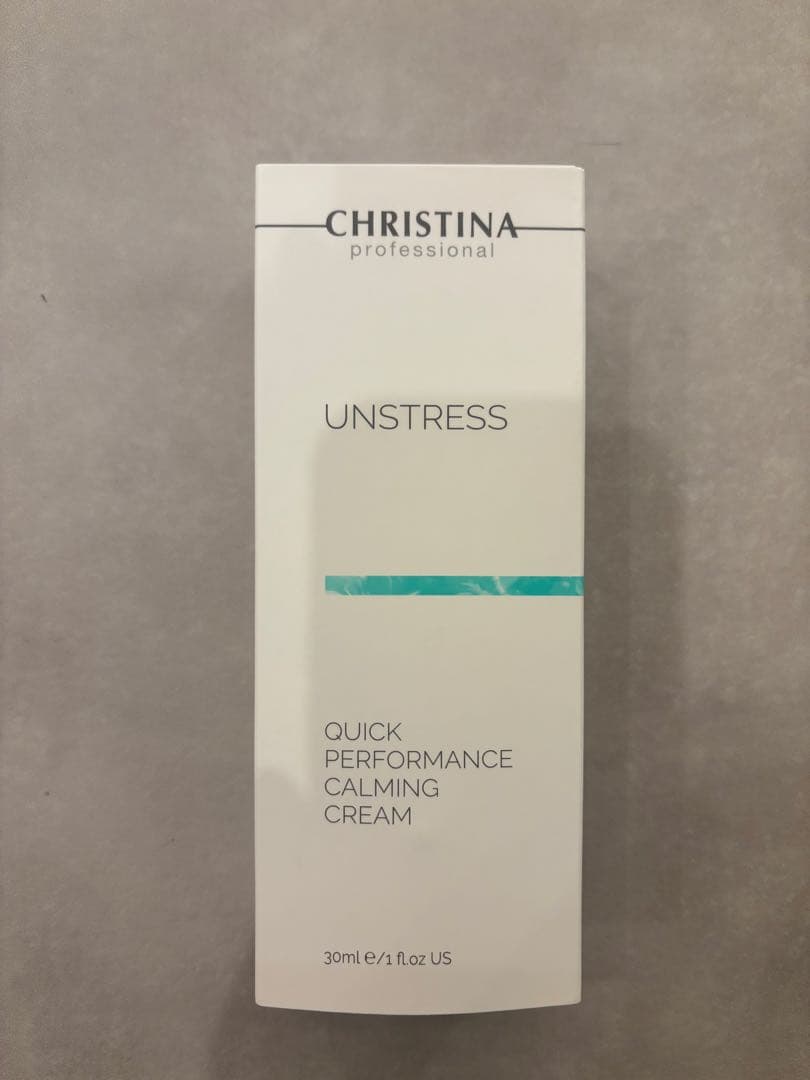 CHRISTINA
professional
UNSTRESS
QUICK
PERFORMANCE
CALMING
CREAM
30ml ℮/1 fl.oz US